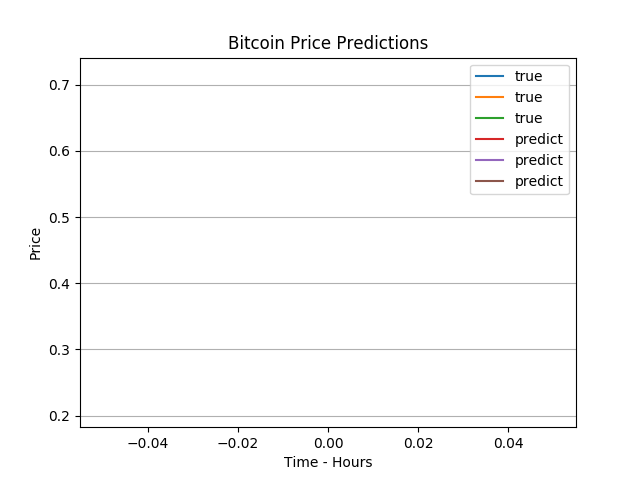 Bitcoin Price Predictions
true
true
true
predict
predict
predict
0.7
0.6
0.5
0.4
0.3
0.2
Price
−0.04
−0.02
0.00
0.02
0.04
Time - Hours